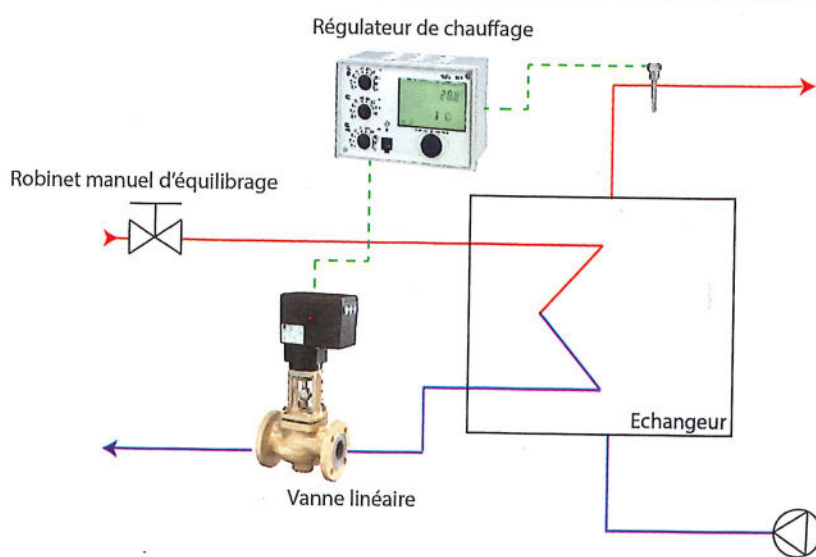 Régulateur de chauffage
20.8
Robinet manuel d'équilibrage
Echangeur
Vanne linéaire